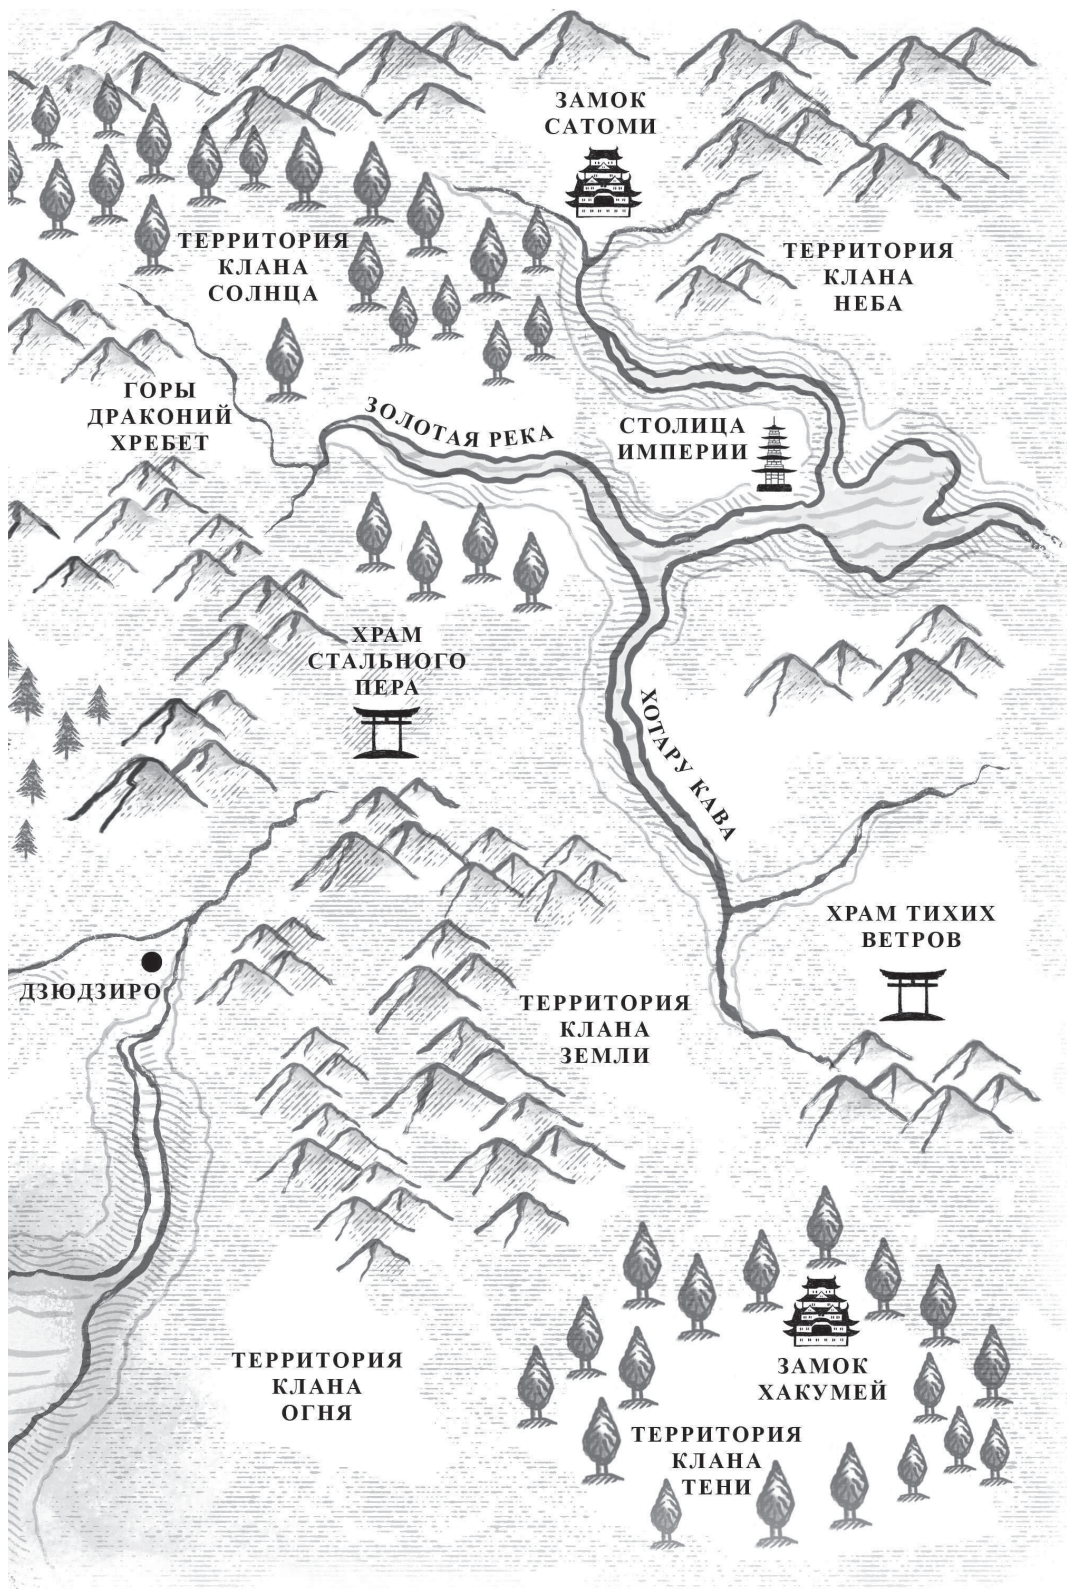 ЗАМОК
САТОМИ
ТЕРРИТОРИЯ
КЛАНА
СОЛНЦА
ТЕРРИТОРИЯ
КЛАНА
НЕБА
ГОРЫ
ДРАКОНИЙ
ХРЕБЕТ
ЗОЛОТАЯ РЕКА
СТОЛИЦА
ИМПЕРИИ
ХРАМ
СТАЛЬНОГО
ПЕРА
ХОТАРУ КАВА
ХРАМ ТИХИХ
ВЕТРОВ
ДЗЮДЗИРО
ТЕРРИТОРИЯ
КЛАНА
ЗЕМЛИ
ТЕРРИТОРИЯ
КЛАНА
ОГНЯ
ЗАМОК
ХАКУМЕЙ
ТЕРРИТОРИЯ
КЛАНА
ТЕНИ